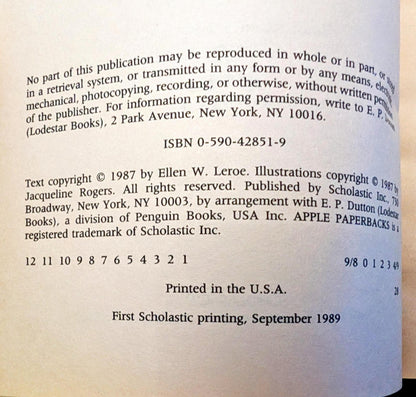 No part of this publication may be reproduced in whole or in part, or stored
in a retrieval system, or transmitted in any form or by any means, electronic,
mechanical, photocopying, recording, or otherwise, without written permission
of the publisher. For information regarding permission, write to E. P.
(Lodestar Books), 2 Park Avenue, New York, NY 10016.
ISBN 0-590-42851-9
Text copyright © 1987 by Ellen W. Leroe. Illustrations copyright © 1987 by
Jacqueline Rogers. All rights reserved. Published by Scholastic Inc., 730
Broadway, New York, NY 10003, by arrangement with E. P. Dutton (Lodestar
Books), a division of Penguin Books, USA Inc. APPLE PAPERBACKS is a
registered trademark of Scholastic Inc.
12 11 10 9 8 7 6 5 4 3 2 1 9/8 0 1 2 3 4/9
Printed in the U.S.A. 28
First Scholastic printing, September 1989